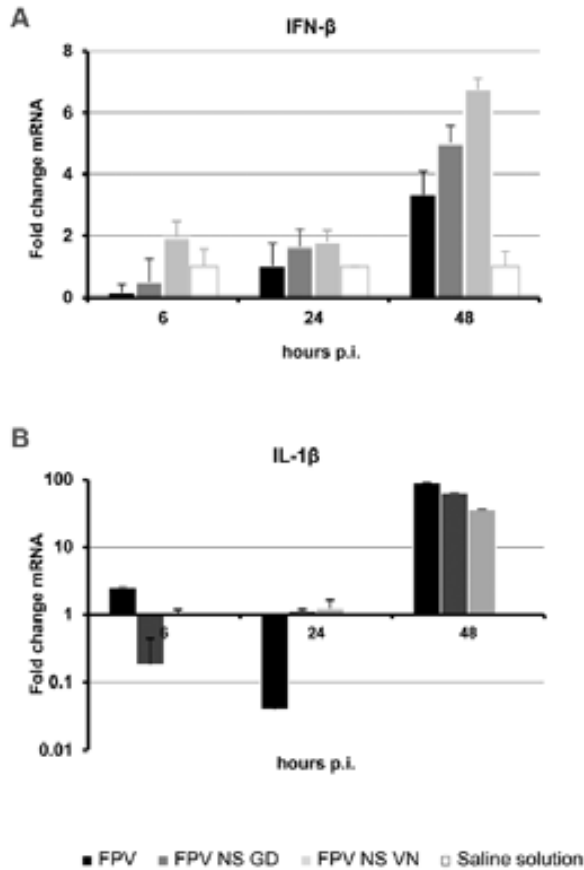 A
IFN-β
Fold change mRNA
8
6
4
2
0
6 24 48
hours p.i.
B
IL-1β
Fold change mRNA
100
10
1
0.1
0.01
6 24 48
hours p.i.
FPV FPV NS GD FPV NS VN Saline solution